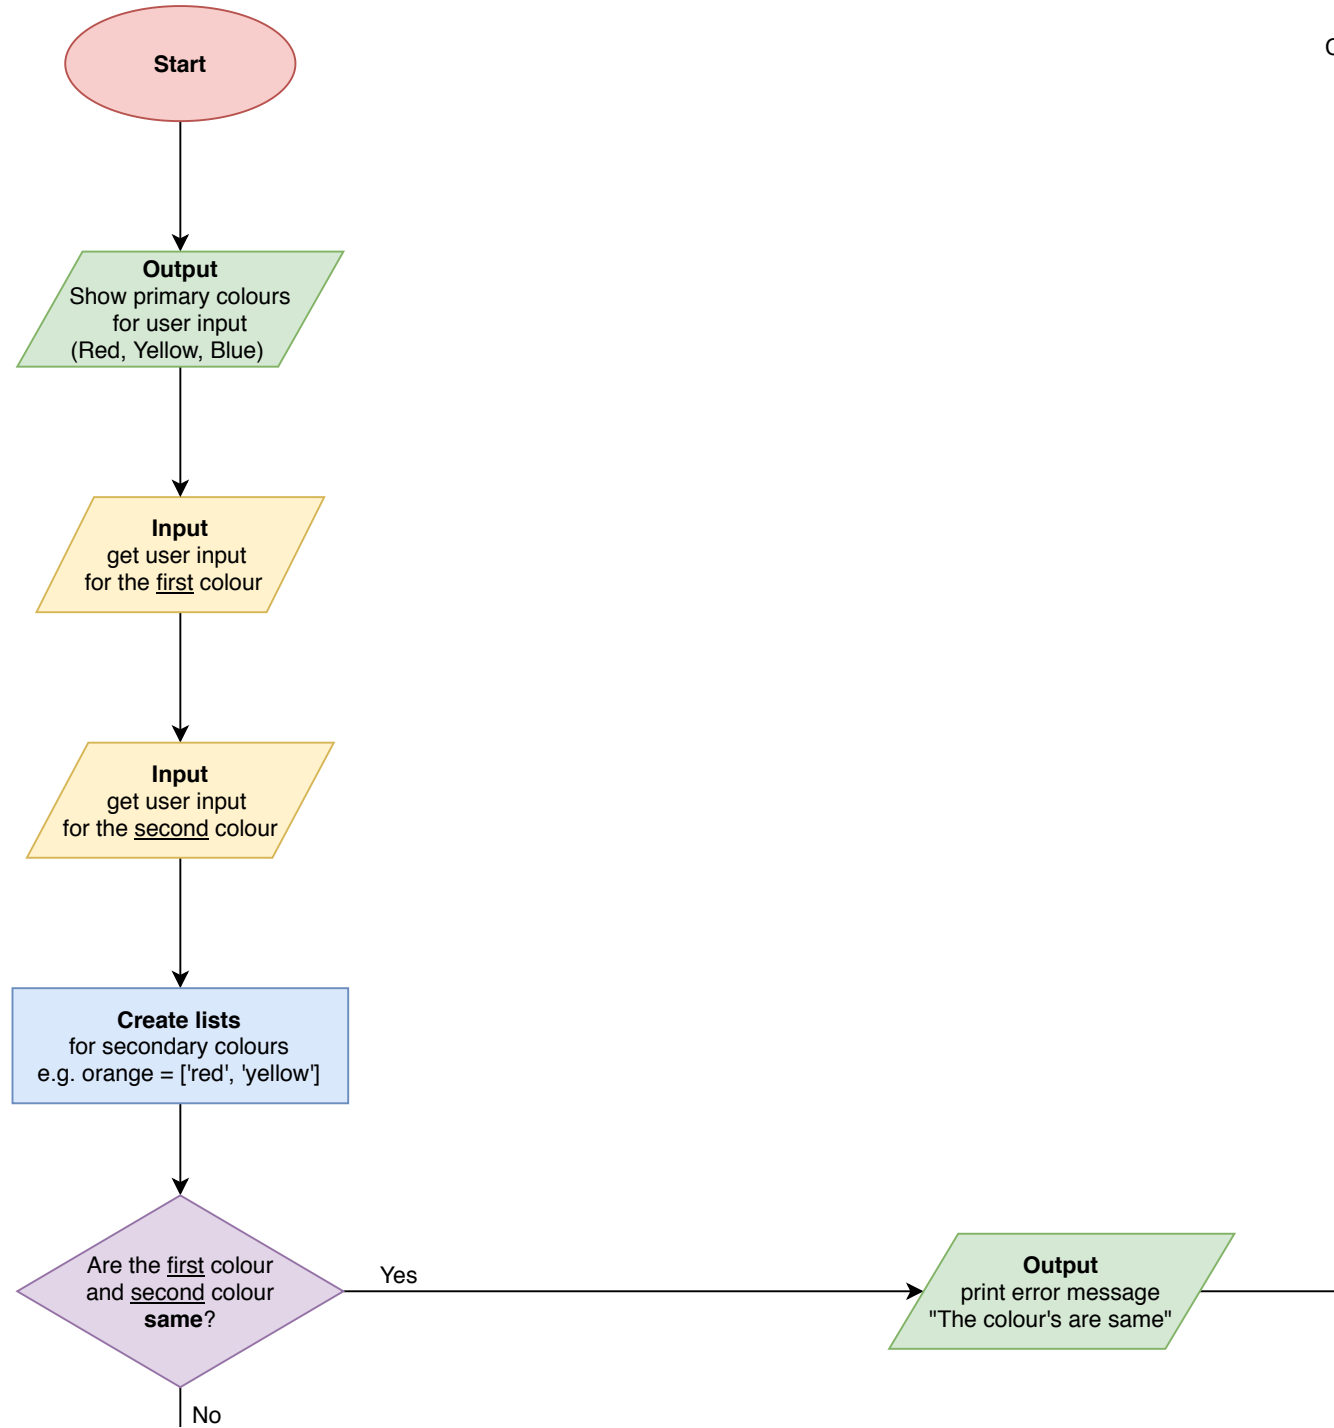 Start
Output
Show primary colours
for user input
(Red, Yellow, Blue)
Input
get user input
for the first colour
Input
get user input
for the second colour
Create lists
for secondary colours
e.g. orange = ['red', 'yellow']
Are the first colour
and second colour
same?
Yes
Output
print error message
"The colour's are same"
No